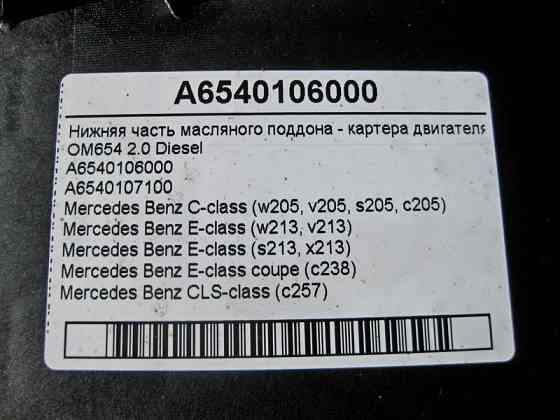 A6540106000
Нижняя часть масляного поддона - картера двигателя
OM654 2.0 Diesel
A6540106000
A6540107100
Mercedes Benz C-class (w205, v205, s205, c205)
Mercedes Benz E-class (w213, v213)
Mercedes Benz E-class (s213, x213)
Mercedes Benz E-class coupe (c238)
Mercedes Benz CLS-class (c257)